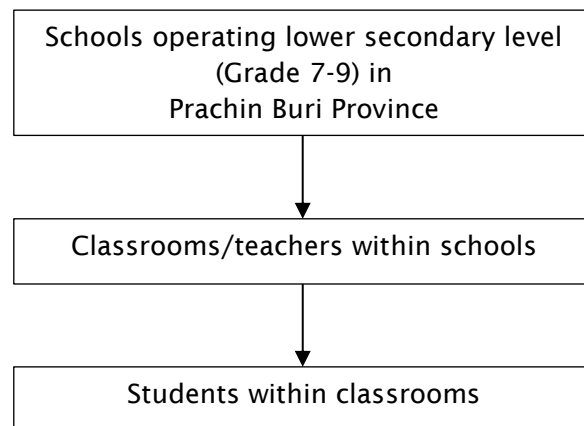 Schools operating lower secondary level
(Grade 7-9) in
Prachin Buri Province
Classrooms/teachers within schools
Students within classrooms